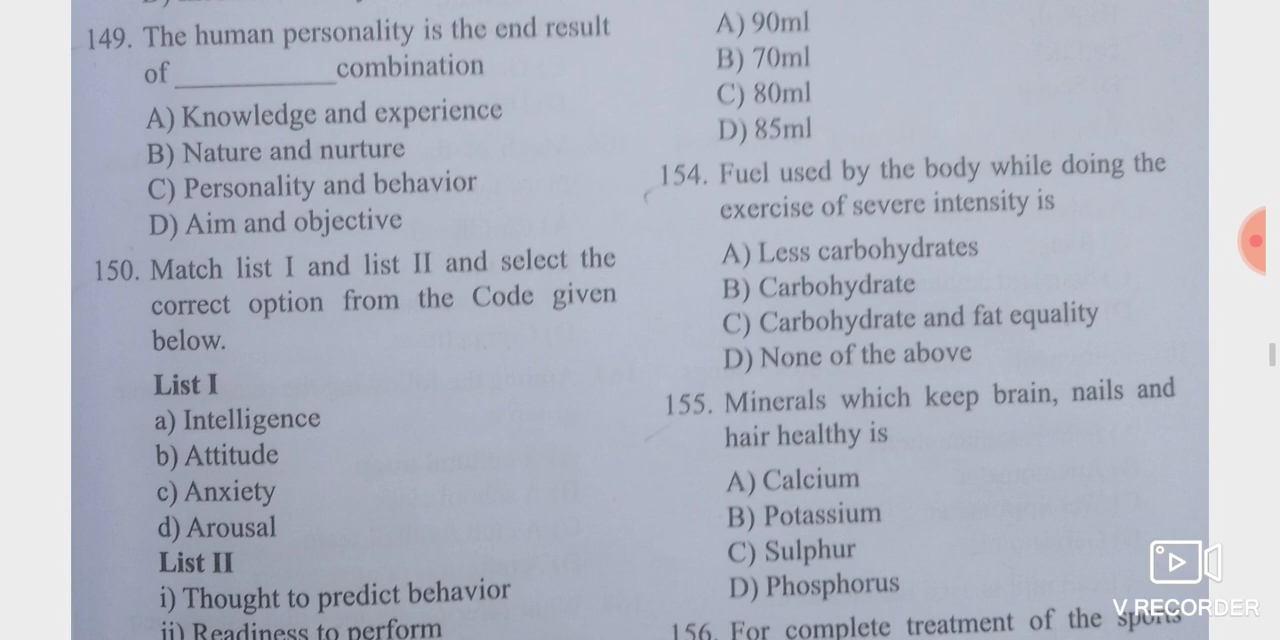 149. The human personality is the end result
of __________ combination
A) Knowledge and experience
B) Nature and nurture
C) Personality and behavior
D) Aim and objective
150. Match list I and list II and select the
correct option from the Code given
below.
List I
a) Intelligence
b) Attitude
c) Anxiety
d) Arousal
List II
i) Thought to predict behavior
ii) Readiness to perform
A) 90ml
B) 70ml
C) 80ml
D) 85ml
154. Fuel used by the body while doing the
exercise of severe intensity is
A) Less carbohydrates
B) Carbohydrate
C) Carbohydrate and fat equality
D) None of the above
155. Minerals which keep brain, nails and
hair healthy is
A) Calcium
B) Potassium
C) Sulphur
D) Phosphorus
156. For complete treatment of the sports
V RECORDER